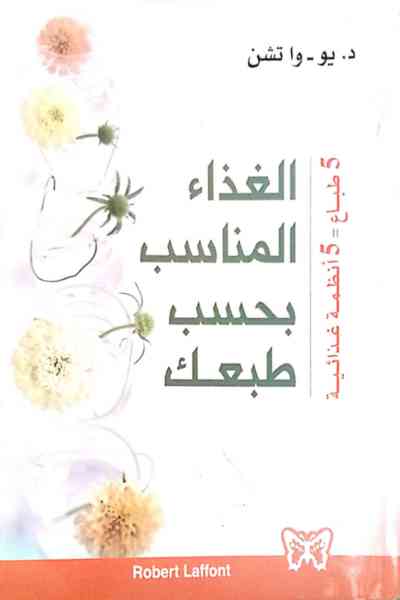 د. يو - وا تشن
الغذاء
المناسب
بحسب
طبعك
5 طباع = 5 أنظمة غذائية
Robert Laffont